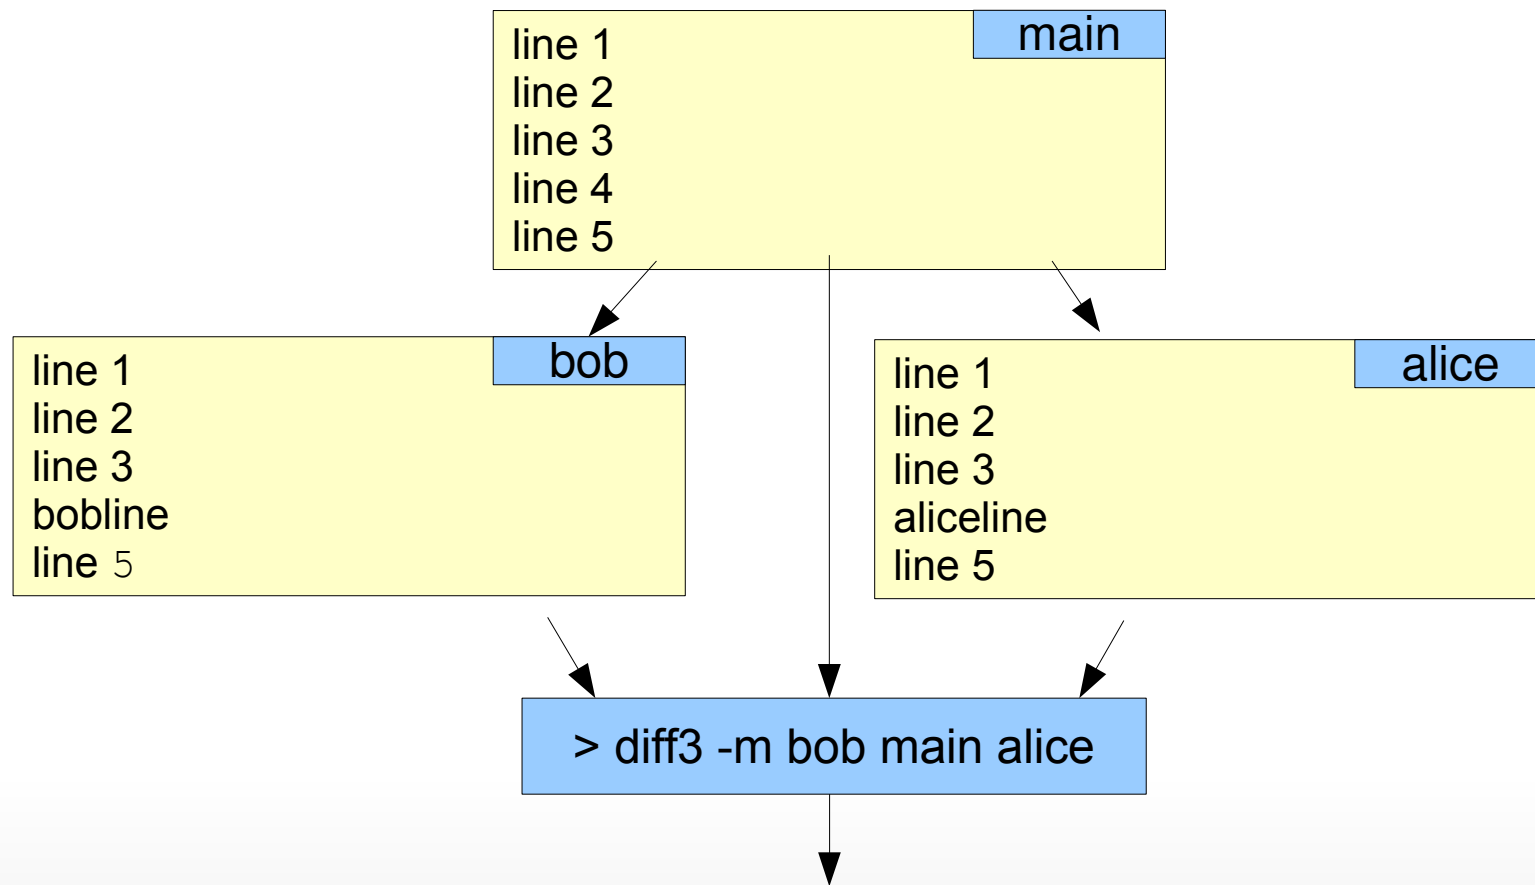 main
line 1
line 2
line 3
line 4
line 5
bob
line 1
line 2
line 3
bobline
line 5
alice
line 1
line 2
line 3
aliceline
line 5
> diff3 -m bob main alice